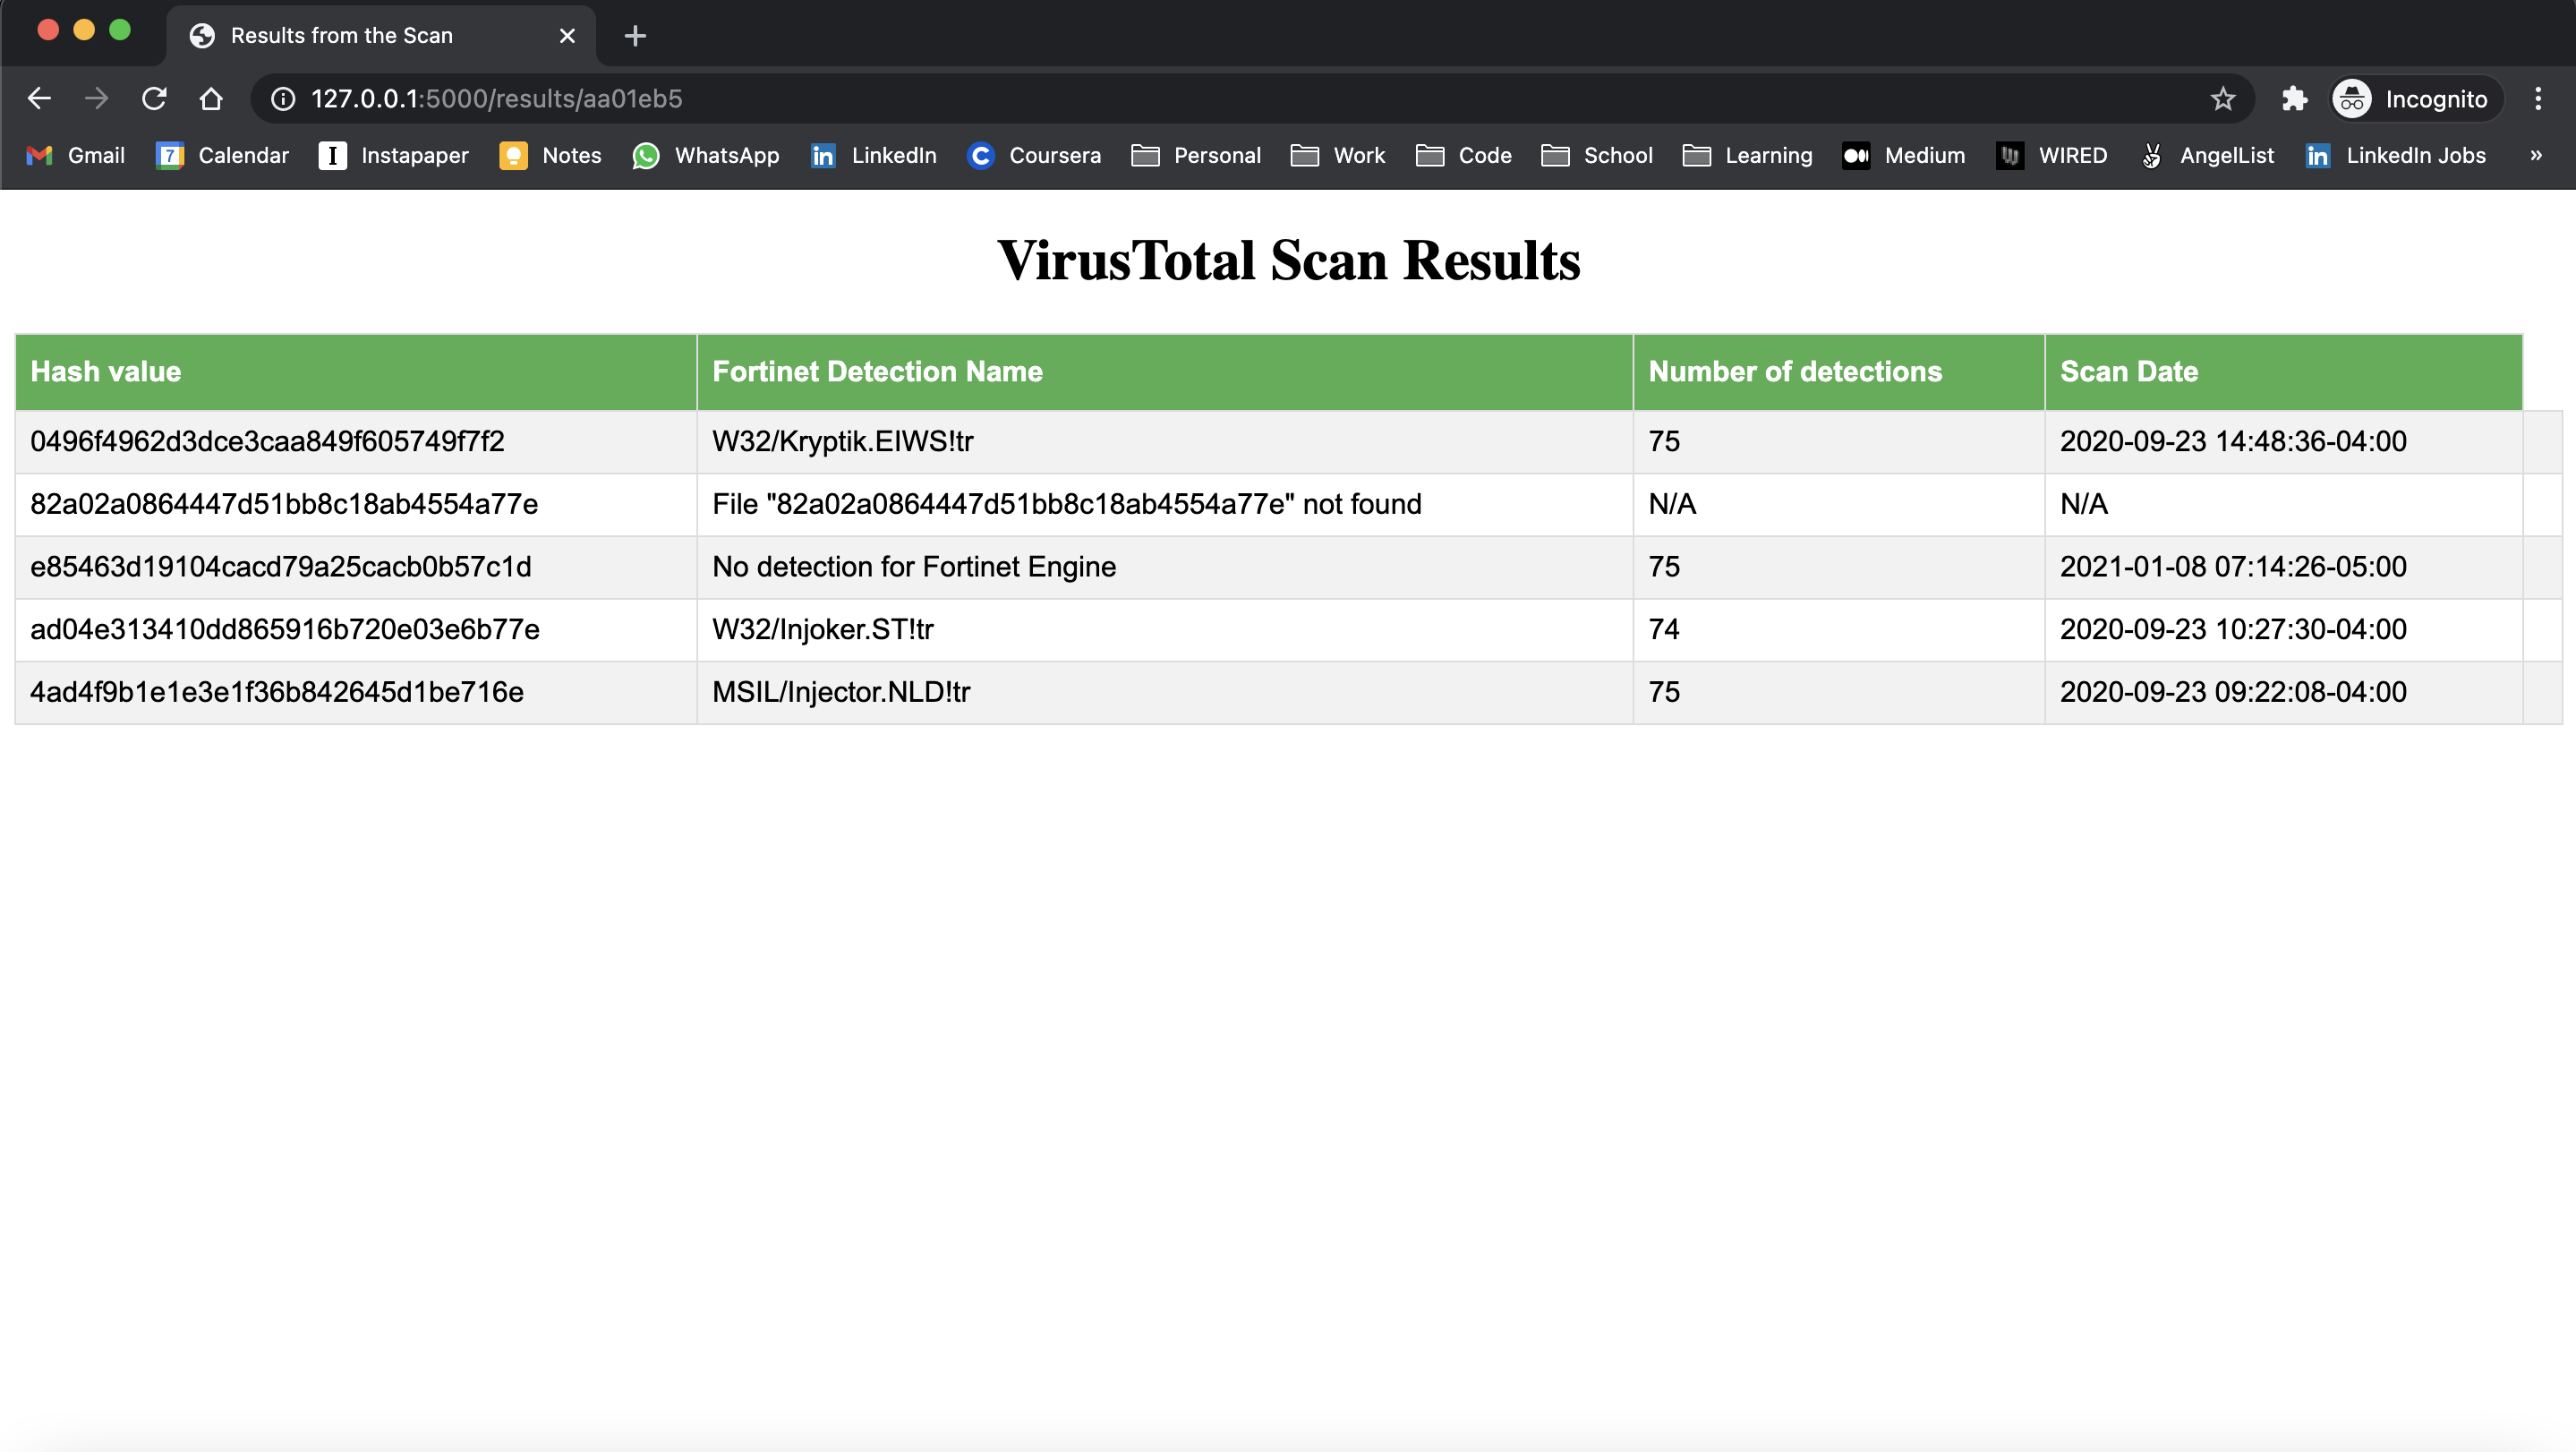 Results from the Scan
127.0.0.1:5000/results/aa01eb5
Incognito
Gmail 7 Calendar I Instapaper Notes WhatsApp in LinkedIn C Coursera Personal Work Code School Learning Medium WIRED AngelList in LinkedIn Jobs »
VirusTotal Scan Results
Hash value Fortinet Detection Name Number of detections Scan Date
0496f4962d3dce3caa849f605749f7f2 W32/Kryptik.EIWS!tr 75 2020-09-23 14:48:36-04:00
82a02a0864447d51bb8c18ab4554a77e File "82a02a0864447d51bb8c18ab4554a77e" not found N/A N/A
e85463d19104cacd79a25cacb0b57c1d No detection for Fortinet Engine 75 2021-01-08 07:14:26-05:00
ad04e313410dd865916b720e03e6b77e W32/Injoker.ST!tr 74 2020-09-23 10:27:30-04:00
4ad4f9b1e1e3e1f36b842645d1be716e MSIL/Injector.NLD!tr 75 2020-09-23 09:22:08-04:00